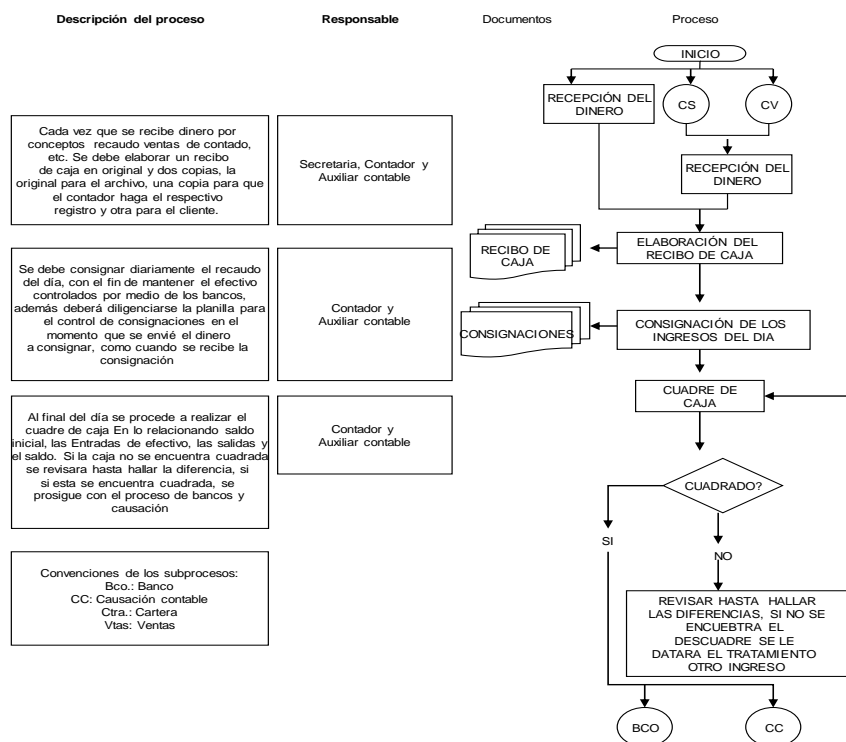 Descripción del proceso
Responsable
Documentos
Proceso
INICIO
RECEPCIÓN DEL
DINERO
CS
CV
RECEPCIÓN DEL
DINERO
Cada vez que se recibe dinero por
conceptos recaudo ventas de contado,
etc. Se debe elaborar un recibo
de caja en original y dos copias, la
original para el archivo, una copia para que
el contador haga el respectivo
registro y otra para el cliente.
Secretaria, Contador y
Auxiliar contable
RECIBO DE
CAJA
ELABORACIÓN DEL
RECIBO DE CAJA
Se debe consignar diariamente el recaudo
del día, con el fin de mantener el efectivo
controlados por medio de los bancos,
además deberá diligenciarse la planilla para
el control de consignaciones en el
momento que se envié el dinero
a consignar, como cuando se recibe la
consignación
Contador y
Auxiliar contable
CONSIGNACIONES
CONSIGNACIÓN DE LOS
INGRESOS DEL DIA
CUADRE DE
CAJA
Al final del día se procede a realizar el
cuadre de caja En lo relacionando saldo
inicial, las Entradas de efectivo, las salidas y
el saldo. Si la caja no se encuentra cuadrada
se revisara hasta hallar la diferencia, si
si esta se encuentra cuadrada, se
prosigue con el proceso de bancos y
causación
Contador y
Auxiliar contable
CUADRADO?
SI
NO
Convenciones de los subprocesos:
Bco.: Banco
CC: Causación contable
Ctra.: Cartera
Vtas: Ventas
REVISAR HASTA HALLAR
LAS DIFERENCIAS, SI NO SE
ENCUEBTRA EL
DESCUADRE SE LE
DATARA EL TRATAMIENTO
OTRO INGRESO
BCO
CC